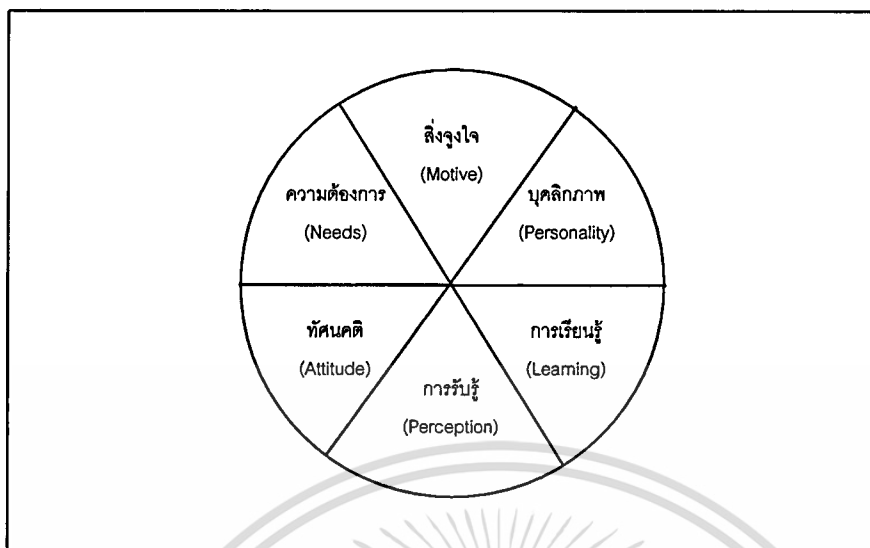 สิ่งจูงใจ
(Motive)
บุคลิกภาพ
(Personality)
การเรียนรู้
(Learning)
การรับรู้
(Perception)
ทัศนคติ
(Attitude)
ความต้องการ
(Needs)